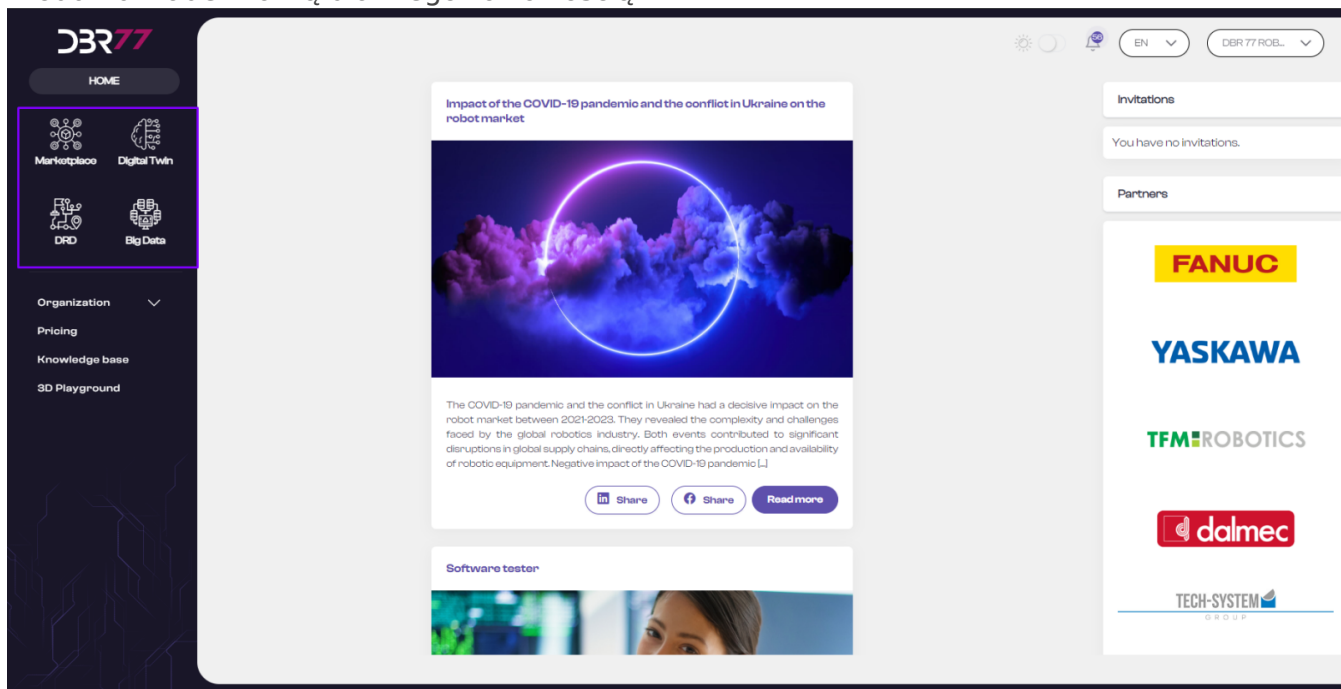 DBR77
HOME
Marketplace
Digital Twin
DRD
Big Data
Organization
Pricing
Knowledge base
3D Playground
56
EN
DBR 77 ROB...
Impact of the COVID-19 pandemic and the conflict in Ukraine on the
robot market
The COVID-19 pandemic and the conflict in Ukraine had a decisive impact on the
robot market between 2021-2023. They revealed the complexity and challenges
faced by the global robotics industry. Both events contributed to significant
disruptions in global supply chains, directly affecting the production and availability
of robotic equipment. Negative impact of the COVID-19 pandemic [...]
Share
Share
Read more
Software tester
Invitations
You have no invitations.
Partners
FANUC
YASKAWA
TFM ROBOTICS
dalmec
TECH-SYSTEM
GROUP